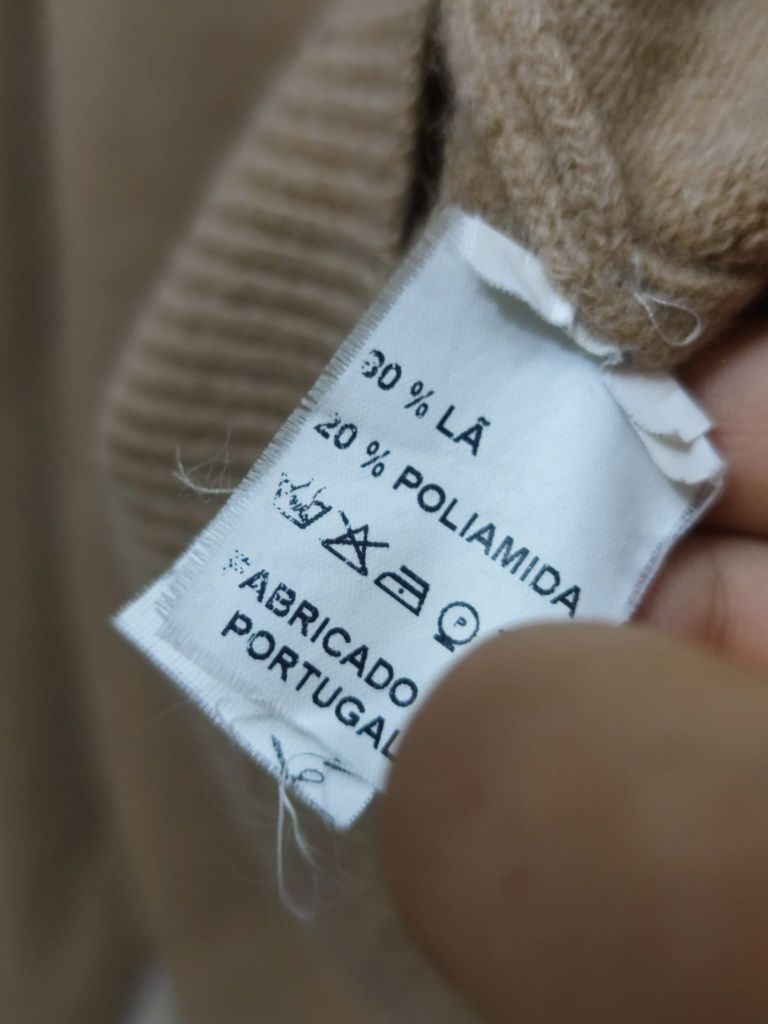 80 % LÃ
20 % POLIAMIDA
P
FABRICADO
PORTUGAL